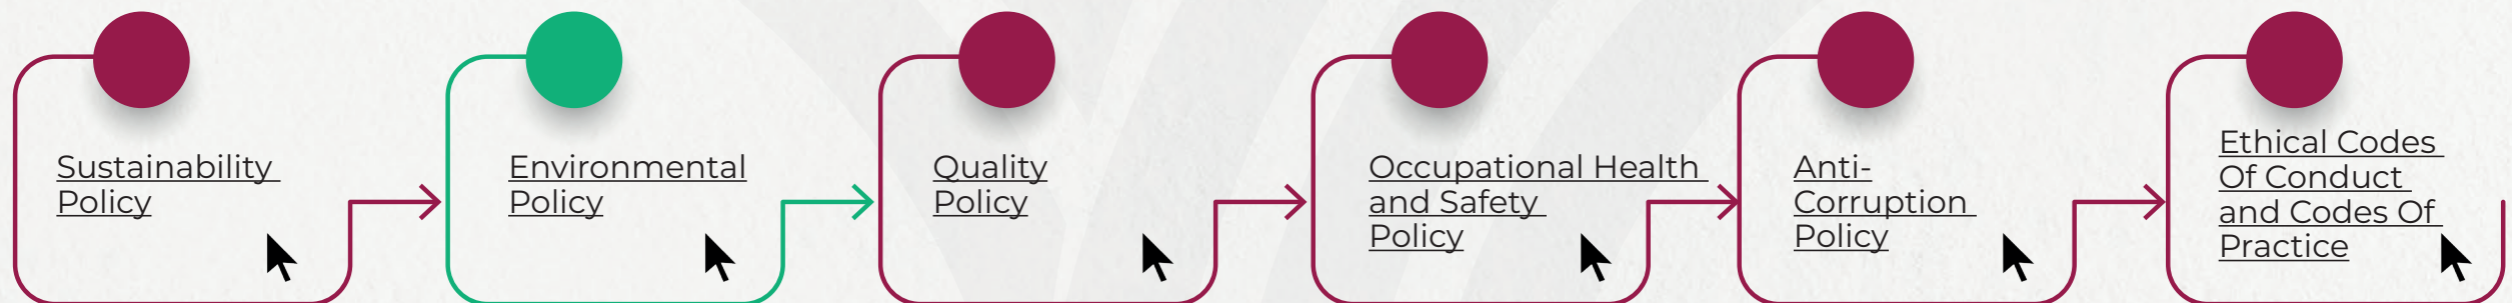 Sustainability
Policy
Environmental
Policy
Quality
Policy
Occupational Health
and Safety
Policy
Anti-
Corruption
Policy
Ethical Codes
Of Conduct
and Codes Of
Practice